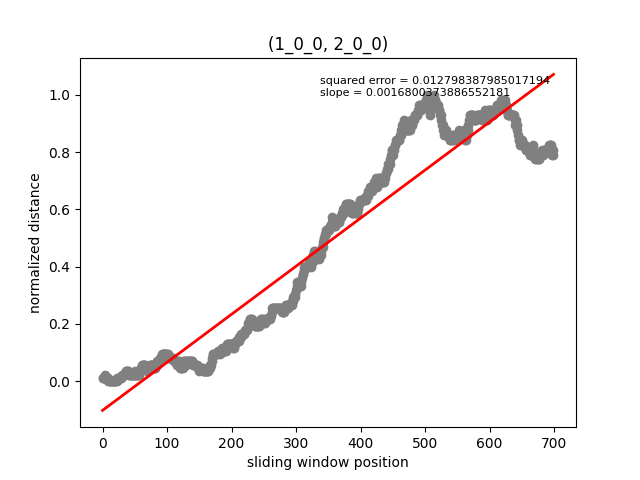 (1_0_0, 2_0_0)
squared error = 0.012798387985017194
slope = 0.0016800373886552181
1.0
0.8
0.6
0.4
0.2
0.0
normalized distance
0 100 200 300 400 500 600 700
sliding window position